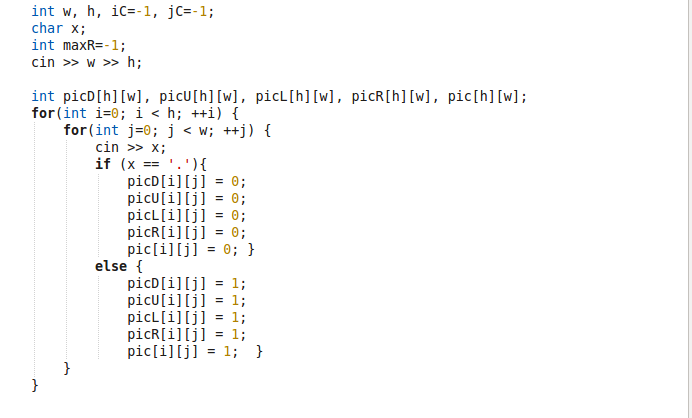 int w, h, iC=-1, jC=-1;
char x;
int maxR=-1;
cin >> w >> h;
int picD[h][w], picU[h][w], picL[h][w], picR[h][w], pic[h][w];
for(int i=0; i < h; ++i) {
for(int j=0; j < w; ++j) {
cin >> x;
if (x == '.'){
picD[i][j] = 0;
picU[i][j] = 0;
picL[i][j] = 0;
picR[i][j] = 0;
pic[i][j] = 0; }
else {
picD[i][j] = 1;
picU[i][j] = 1;
picL[i][j] = 1;
picR[i][j] = 1;
pic[i][j] = 1;  }
}
}